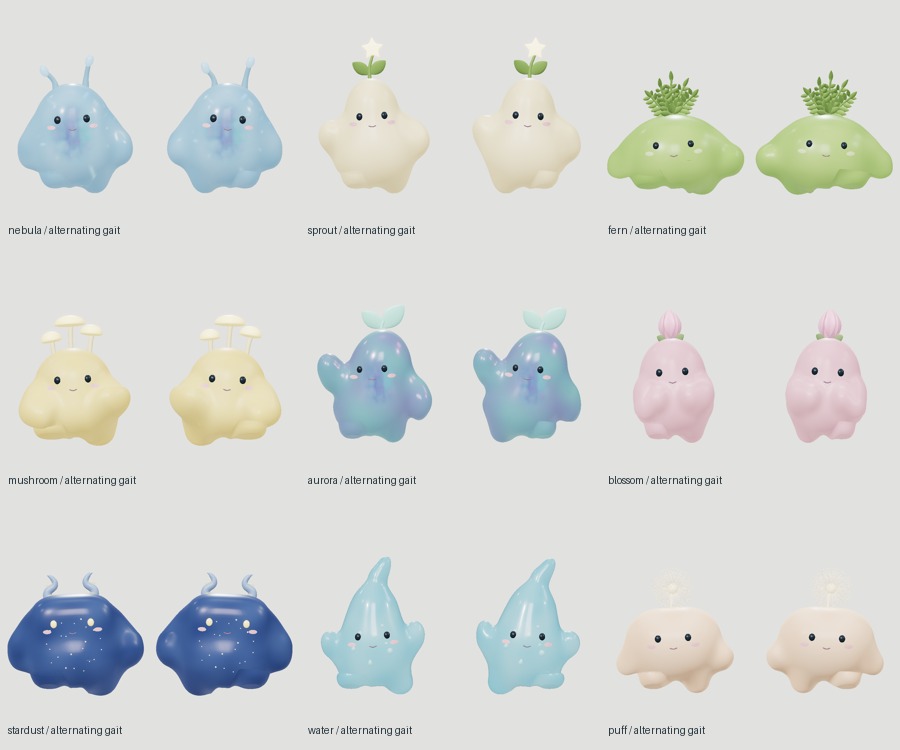 nebula / alternating gait
sprout / alternating gait
fern / alternating gait
mushroom / alternating gait
aurora / alternating gait
blossom / alternating gait
stardust / alternating gait
water / alternating gait
puff / alternating gait